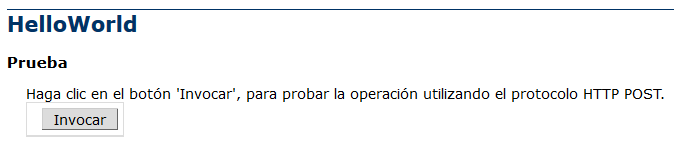 HelloWorld
Prueba
Haga clic en el botón 'Invocar', para probar la operación utilizando el protocolo HTTP POST.
Invocar